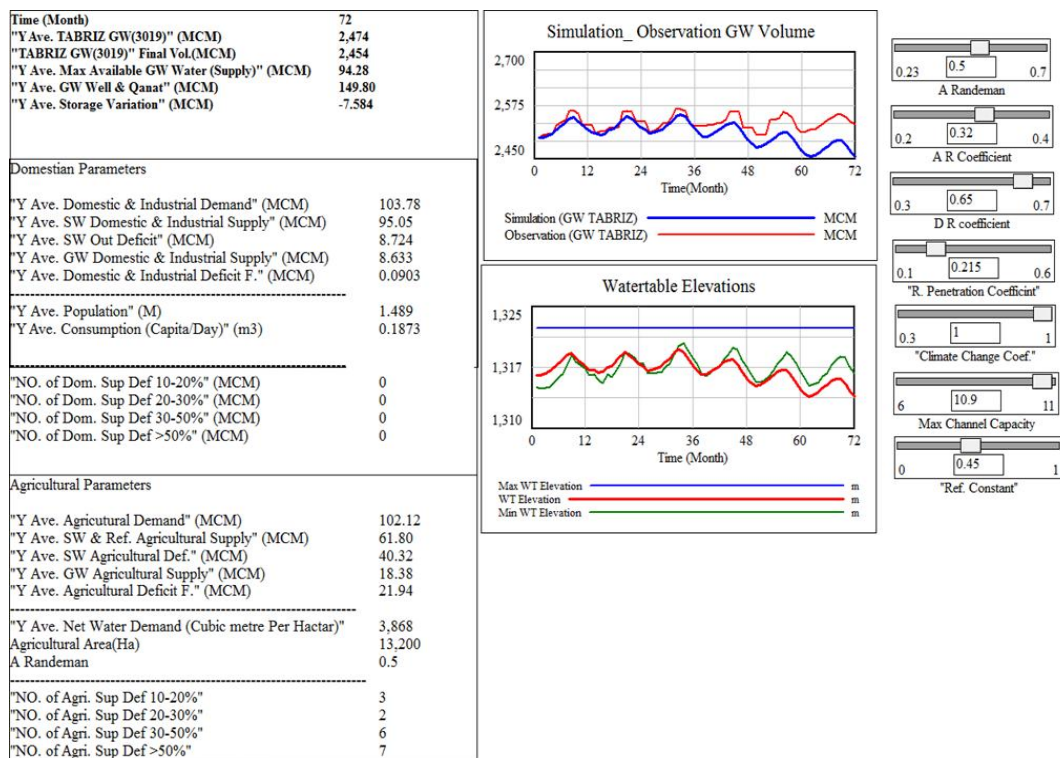 Time (Month) 72
"Y Ave. TABRIZ GW(3019)" (MCM) 2,474
"TABRIZ GW(3019)" Final Vol.(MCM) 2,454
"Y Ave. Max Available GW Water (Supply)" (MCM) 94.28
"Y Ave. GW Well & Qanat" (MCM) 149.80
"Y Ave. Storage Variation" (MCM) -7.584
Domestian Parameters
"Y Ave. Domestic & Industrial Demand" (MCM) 103.78
"Y Ave. SW Domestic & Industrial Supply" (MCM) 95.05
"Y Ave. SW Out Deficit" (MCM) 8.724
"Y Ave. GW Domestic & Industrial Supply" (MCM) 8.633
"Y Ave. Domestic & Industrial Deficit F." (MCM) 0.0903
"Y Ave. Population" (M) 1.489
"Y Ave. Consumption (Capita/Day)" (m3) 0.1873
"NO. of Dom. Sup Def 10-20%" (MCM) 0
"NO. of Dom. Sup Def 20-30%" (MCM) 0
"NO. of Dom. Sup Def 30-50%" (MCM) 0
"NO. of Dom. Sup Def >50%" (MCM) 0
Agricultural Parameters
"Y Ave. Agricutural Demand" (MCM) 102.12
"Y Ave. SW & Ref. Agricultural Supply" (MCM) 61.80
"Y Ave. SW Agricultural Def." (MCM) 40.32
"Y Ave. GW Agricultural Supply" (MCM) 18.38
"Y Ave. Agricultural Deficit F." (MCM) 21.94
"Y Ave. Net Water Demand (Cubic metre Per Hactar)" 3,868
Agricultural Area(Ha) 13,200
A Randeman 0.5
"NO. of Agri. Sup Def 10-20%" 3
"NO. of Agri. Sup Def 20-30%" 2
"NO. of Agri. Sup Def 30-50%" 6
"NO. of Agri. Sup Def >50%" 7
Simulation_ Observation GW Volume
2,700
2,575
2,450
0 12 24 36 48 60 72
Time(Month)
Simulation (GW TABRIZ) MCM
Observation (GW TABRIZ) MCM
Watertable Elevations
1,325
1,317
1,310
0 12 24 36 48 60 72
Time (Month)
Max WT Elevation m
WT Elevation m
Min WT Elevation m
0.23 0.5 0.7
A Randeman
0.2 0.32 0.4
A R Coefficient
0.3 0.65 0.7
D R coefficient
0.1 0.215 0.6
"R. Penetration Coefficint"
0.3 1 1
"Climate Change Coef."
6 10.9 11
Max Channel Capacity
0 0.45 1
"Ref. Constant"